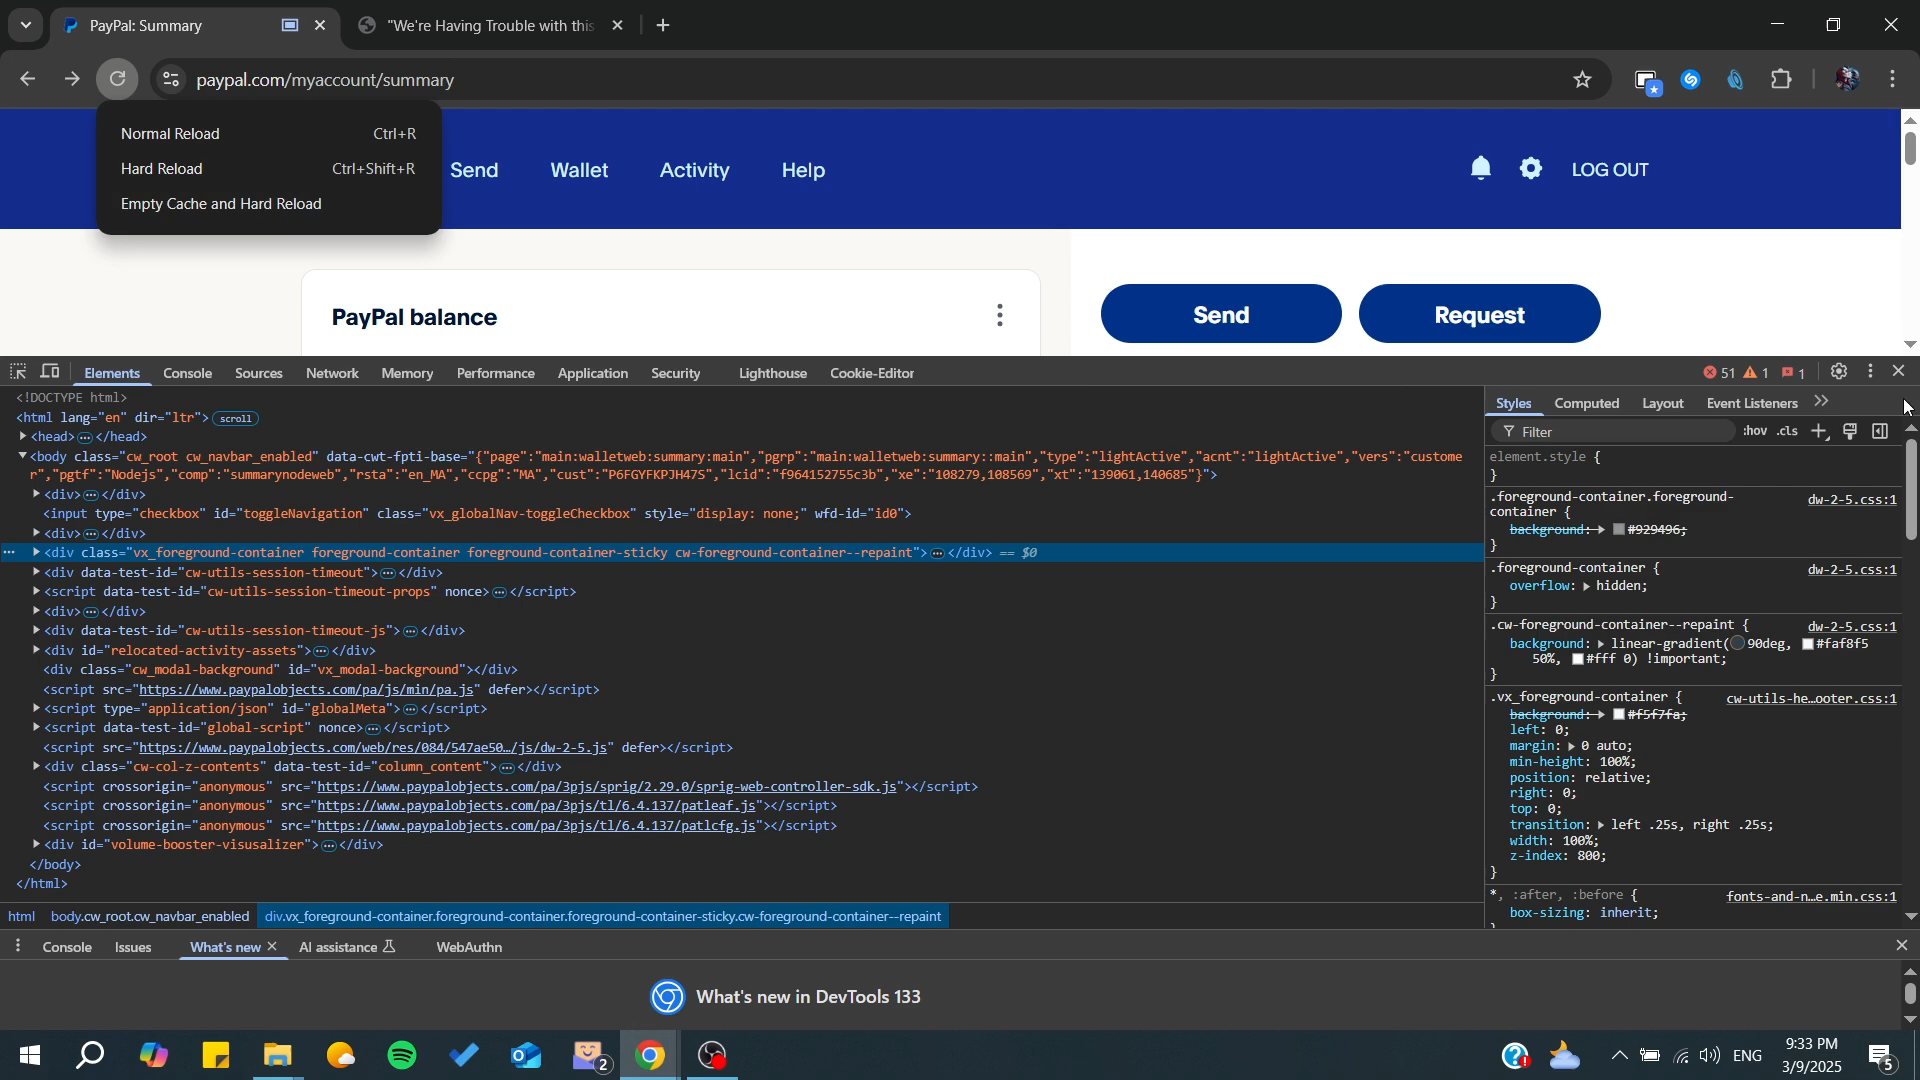 PayPal: Summary
"We're Having Trouble with this
paypal.com/myaccount/summary
Normal Reload Ctrl+R
Hard Reload Ctrl+Shift+R
Empty Cache and Hard Reload
Send Wallet Activity Help LOG OUT
PayPal balance
Send Request
Elements Console Sources Network Memory Performance Application Security Lighthouse Cookie-Editor 51 1 1
<!DOCTYPE html>
<html lang="en" dir="ltr"> scroll
<head> </head>
<body class="cw_root cw_navbar_enabled" data-cwt-fpti-base="{"page":"main:walletweb:summary:main","pgrp":"main:walletweb:summary::main","type":"lightActive","acnt":"lightActive","vers":"custome
r","pgtf":"Nodejs","comp":"summarynodeweb","rsta":"en_MA","ccpg":"MA","cust":"P6FGYFKPJH47S","lcid":"f964152755c3b","xe":"108279,108569","xt":"139061,140685"}">
<div> </div>
<input type="checkbox" id="toggleNavigation" class="vx_globalNav-toggleCheckbox" style="display: none;" wfd-id="id0">
<div> </div>
<div class="vx_foreground-container foreground-container foreground-container-sticky cw-foreground-container--repaint"> </div> == $0
<div data-test-id="cw-utils-session-timeout"> </div>
<script data-test-id="cw-utils-session-timeout-props" nonce> </script>
<div> </div>
<div data-test-id="cw-utils-session-timeout-js"> </div>
<div id="relocated-activity-assets"> </div>
<div class="cw_modal-background" id="vx_modal-background"></div>
<script src="https://www.paypalobjects.com/pa/js/min/pa.js" defer></script>
<script type="application/json" id="globalMeta"> </script>
<script data-test-id="global-script" nonce> </script>
<script src="https://www.paypalobjects.com/web/res/084/547ae50…/js/dw-2-5.js" defer></script>
<div class="cw-col-z-contents" data-test-id="column_content"> </div>
<script crossorigin="anonymous" src="https://www.paypalobjects.com/pa/3pjs/sprig/2.29.0/sprig-web-controller-sdk.js"></script>
<script crossorigin="anonymous" src="https://www.paypalobjects.com/pa/3pjs/tl/6.4.137/patleaf.js"></script>
<script crossorigin="anonymous" src="https://www.paypalobjects.com/pa/3pjs/tl/6.4.137/patlcfg.js"></script>
<div id="volume-booster-visusalizer"> </div>
</body>
</html>
html body.cw_root.cw_navbar_enabled div.vx_foreground-container.foreground-container.foreground-container-sticky.cw-foreground-container--repaint
Styles Computed Layout Event Listeners
Filter :hov .cls
element.style {
}
.foreground-container.foreground- dw-2-5.css:1
container {
background: #929496;
}
.foreground-container { dw-2-5.css:1
overflow: hidden;
}
.cw-foreground-container--repaint { dw-2-5.css:1
background: linear-gradient( 90deg, #faf8f5
50%, #fff 0) !important;
}
.vx_foreground-container { cw-utils-he…ooter.css:1
background: #f5f7fa;
left: 0;
margin: 0 auto;
min-height: 100%;
position: relative;
right: 0;
top: 0;
transition: left .25s, right .25s;
width: 100%;
z-index: 800;
}
*, :after, :before { fonts-and-n…e.min.css:1
box-sizing: inherit;
}
Console Issues What's new AI assistance WebAuthn
What's new in DevTools 133
2
ENG
9:33 PM
3/9/2025
5